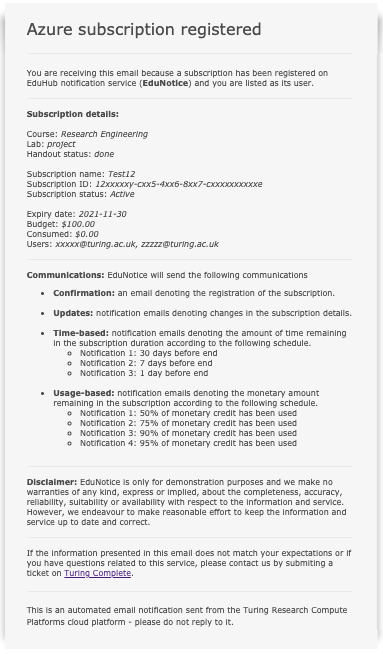 Azure subscription registered
You are receiving this email because a subscription has been registered on
EduHub notification service (EduNotice) and you are listed as its user.
Subscription details:
Course: Research Engineering
Lab: project
Handout status: done
Subscription name: Test12
Subscription ID: 12xxxxxy-cxx5-4xx6-8xx7-cxxxxxxxxxxe
Subscription status: Active
Expiry date: 2021-11-30
Budget: $100.00
Consumed: $0.00
Users: xxxxx@turing.ac.uk, zzzzz@turing.ac.uk
Communications: EduNotice will send the following communications
• Confirmation: an email denoting the registration of the subscription.
• Updates: notification emails denoting changes in the subscription details.
• Time-based: notification emails denoting the amount of time remaining
in the subscription duration according to the following schedule.
○ Notification 1: 30 days before end
○ Notification 2: 7 days before end
○ Notification 3: 1 day before end
• Usage-based: notification emails denoting the monetary amount
remaining in the subscription according to the following schedule.
○ Notification 1: 50% of monetary credit has been used
○ Notification 2: 75% of monetary credit has been used
○ Notification 3: 90% of monetary credit has been used
○ Notification 4: 95% of monetary credit has been used
Disclaimer: EduNotice is only for demonstration purposes and we make no
warranties of any kind, express or implied, about the completeness, accuracy,
reliability, suitability or availability with respect to the information and service.
However, we endeavour to make reasonable effort to keep the information and
service up to date and correct.
If the information presented in this email does not match your expectations or if
you have questions related to this service, please contact us by submiting a
ticket on Turing Complete.
This is an automated email notification sent from the Turing Research Compute
Platforms cloud platform - please do not reply to it.